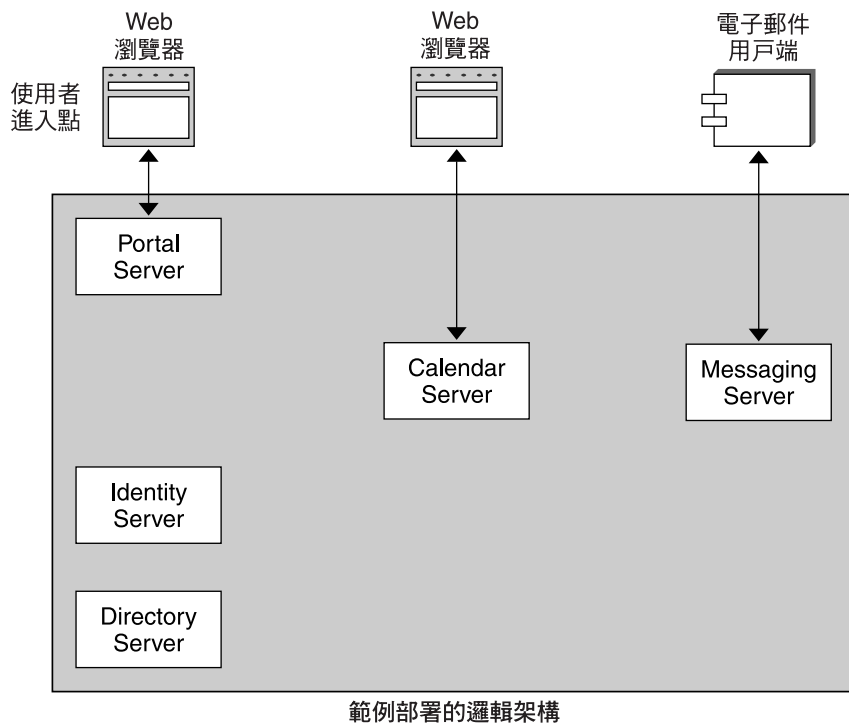 Web
瀏覽器
Web
瀏覽器
電子郵件
用戶端
使用者
進入點
Portal
Server
Calendar
Server
Messaging
Server
Identity
Server
Directory
Server
範例部署的邏輯架構